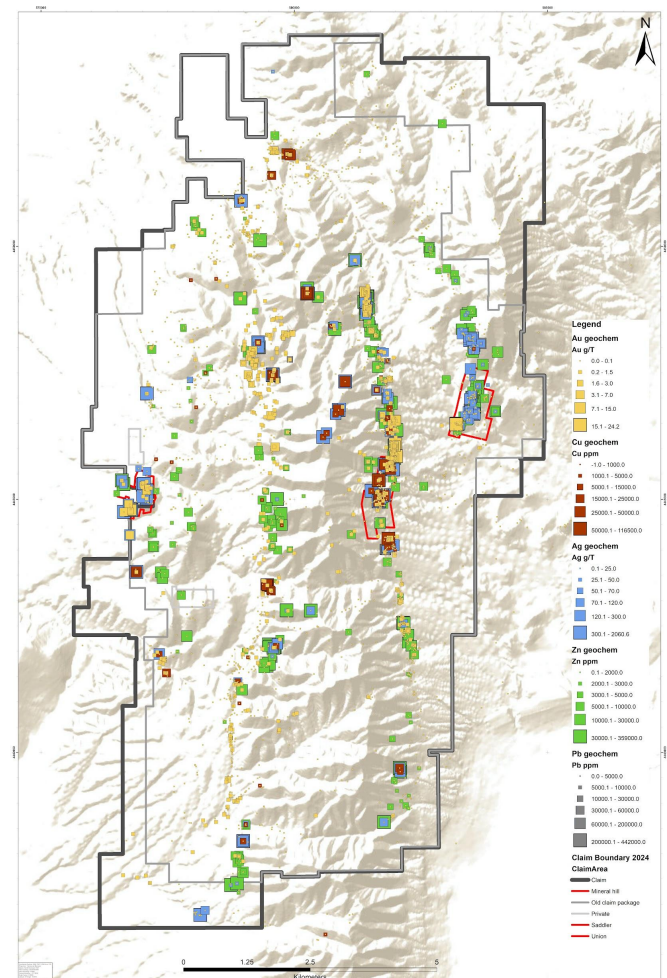 N
Legend
Au geochem
Au g/T
0.0 - 0.1
0.2 - 1.5
1.6 - 3.0
3.1 - 7.0
7.1 - 15.0
15.1 - 24.2
Cu geochem
Cu ppm
-1.0 - 1000.0
1000.1 - 5000.0
5000.1 - 15000.0
15000.1 - 25000.0
25000.1 - 50000.0
50000.1 - 116500.0
Ag geochem
Ag g/T
0.1 - 25.0
25.1 - 50.0
50.1 - 70.0
70.1 - 120.0
120.1 - 300.0
300.1 - 2060.6
Zn geochem
Zn ppm
0.1 - 2000.0
2000.1 - 3000.0
3000.1 - 5000.0
5000.1 - 10000.0
10000.1 - 30000.0
30000.1 - 359000.0
Pb geochem
Pb ppm
0.0 - 5000.0
5000.1 - 10000.0
10000.1 - 30000.0
30000.1 - 60000.0
60000.1 - 200000.0
200000.1 - 442000.0
Claim Boundary 2024
ClaimArea
Claim
Mineral hill
Old claim package
Private
Saddler
Union
0 1.25 2.5 5
Kilometers